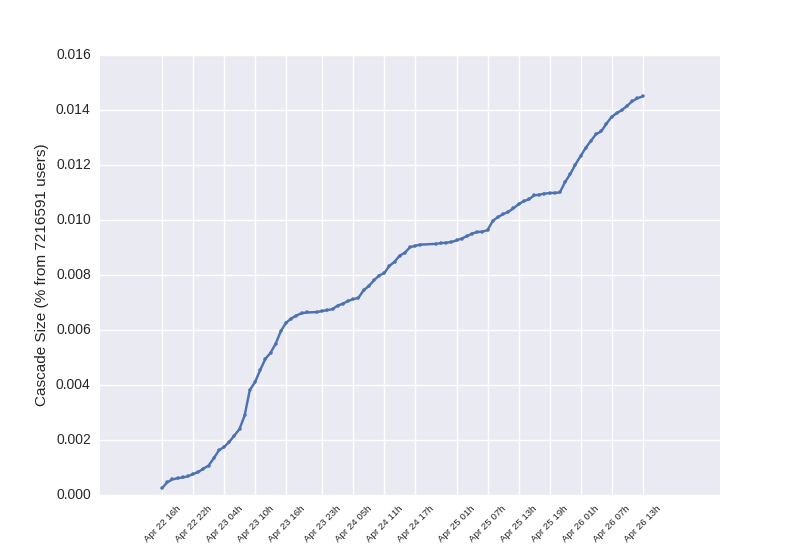 0.016
0.014
0.012
0.010
0.008
0.006
0.004
0.002
0.000
Cascade Size (% from 7216591 users)
Apr 22 16h
Apr 22 22h
Apr 23 04h
Apr 23 10h
Apr 23 16h
Apr 23 23h
Apr 24 05h
Apr 24 11h
Apr 24 17h
Apr 25 01h
Apr 25 07h
Apr 25 13h
Apr 25 19h
Apr 26 01h
Apr 26 07h
Apr 26 13h